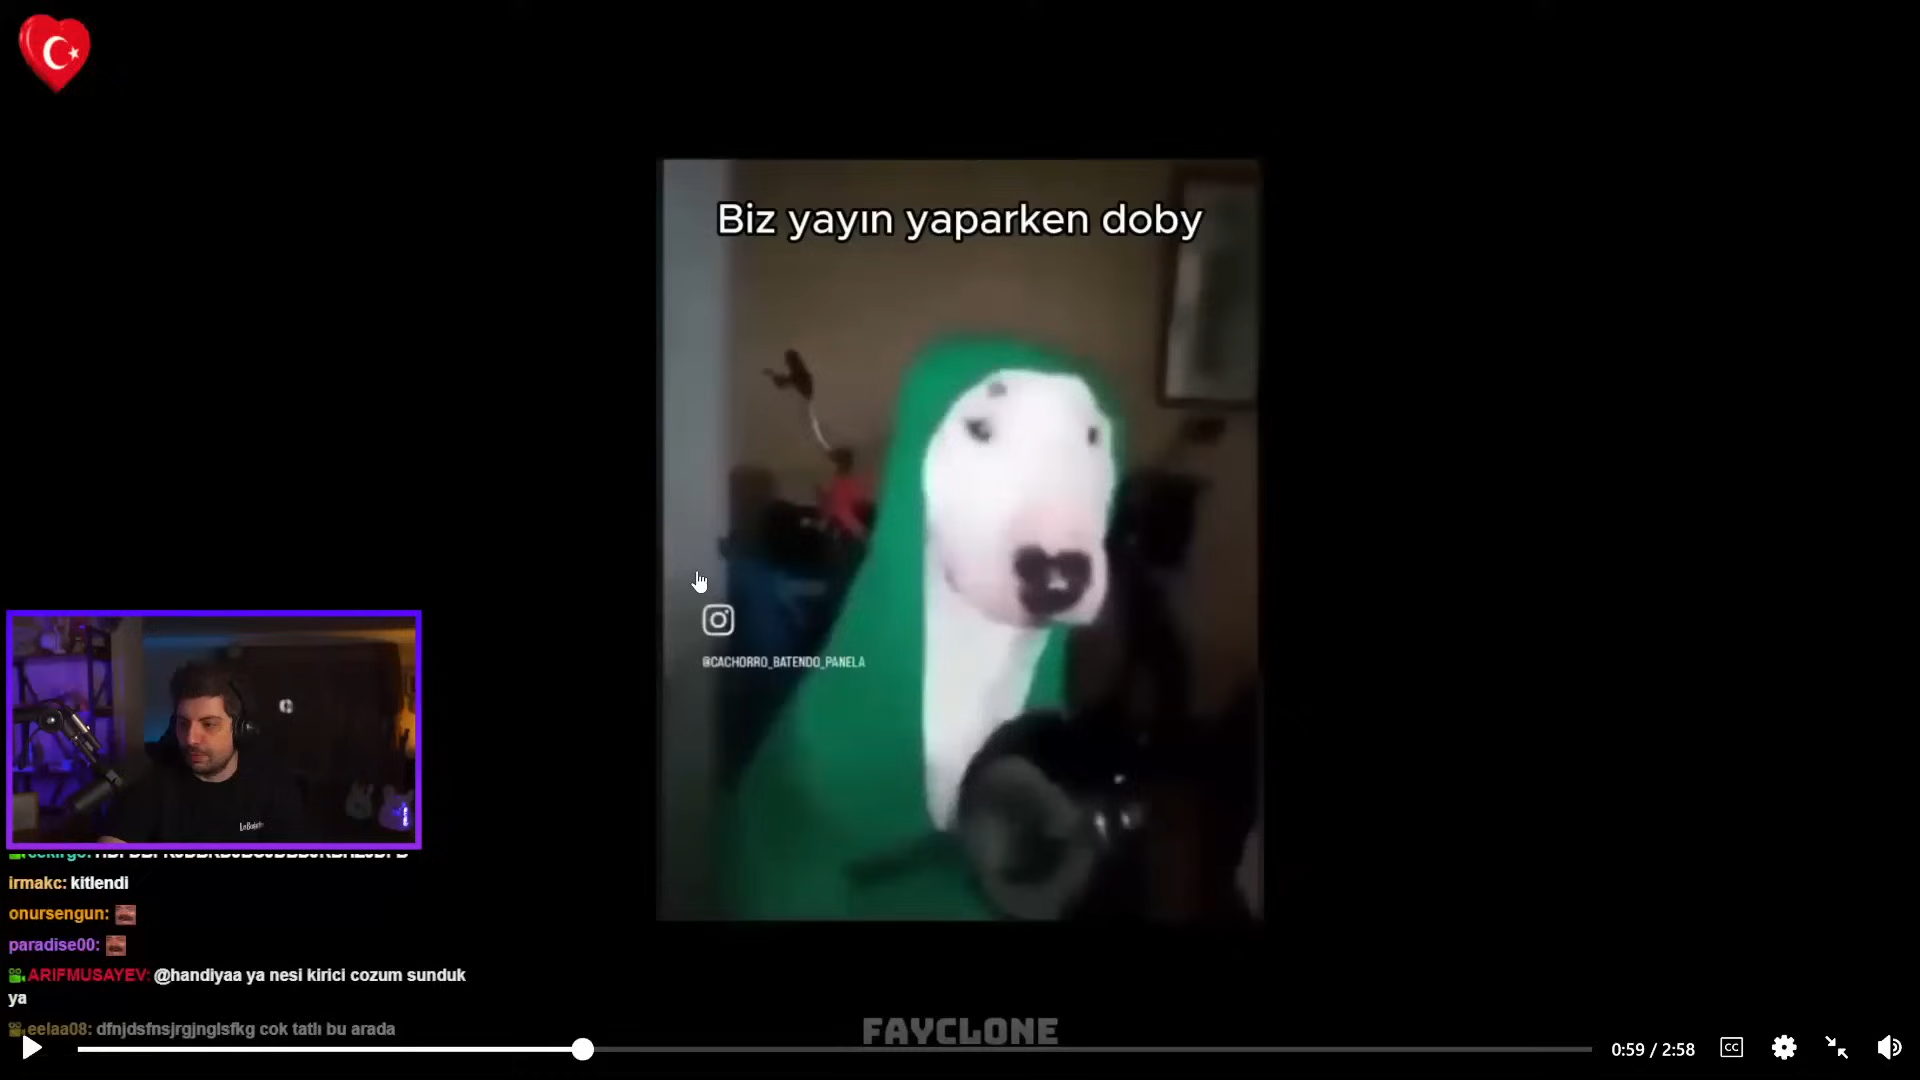 Biz yayın yaparken doby
@CACHORRO_BATENDO_PANELA
irmakc: kitlendi
onursengun:
paradise00:
ARIFMUSAYEV: @handiyaa ya nesi kirici cozum sunduk
ya
eelaa08: dfnjdsfnsjrgjnglsfkg cok tatlı bu arada
FAYCLONE
0:59 / 2:58
CC